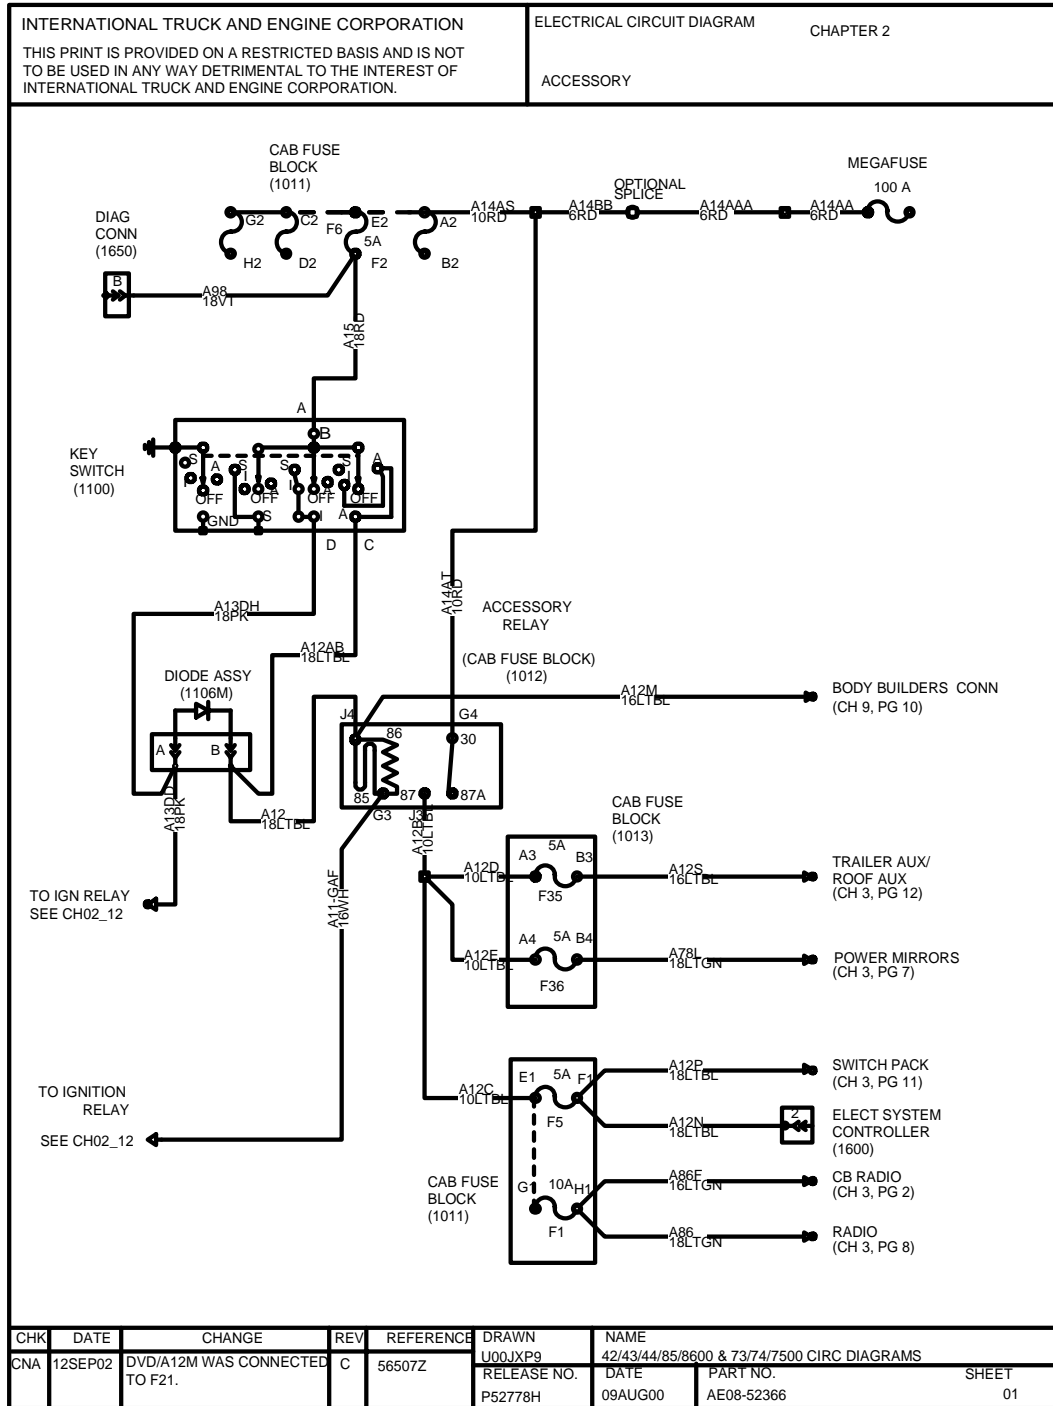 INTERNATIONAL TRUCK AND ENGINE CORPORATION
THIS PRINT IS PROVIDED ON A RESTRICTED BASIS AND IS NOT
TO BE USED IN ANY WAY DETRIMENTAL TO THE INTEREST OF
INTERNATIONAL TRUCK AND ENGINE CORPORATION.
ELECTRICAL CIRCUIT DIAGRAM
CHAPTER 2
ACCESSORY
CAB FUSE
BLOCK
(1011)
MEGAFUSE
100 A
OPTIONAL
SPLICE
A14AS
10RD
A14BB
6RD
A14AAA
6RD
A14AA
6RD
DIAG
CONN
(1650)
G2
C2
F6
E2
A2
5A
H2
D2
F2
B2
B
A98
18VT
A15
18RD
A
KEY
SWITCH
(1100)
B
S
A
S
S
S
A
I
I
A
I
A
I
OFF
OFF
OFF
OFF
GND
S
I
A
D
C
A13DH
18PK
A12AB
18LTBL
A14AT
10RD
ACCESSORY
RELAY
(CAB FUSE BLOCK)
(1012)
DIODE ASSY
(1106M)
A12M
16LTBL
BODY BUILDERS CONN
(CH 9, PG 10)
J4
G4
86
30
A
B
85
87
87A
G3
J3
A13DD
18PK
A12
18LTBL
A12B
10LTBL
CAB FUSE
BLOCK
(1013)
A12D
10LTBL
A3
5A
B3
F35
A12S
16LTBL
TRAILER AUX/
ROOF AUX
(CH 3, PG 12)
TO IGN RELAY
SEE CH02_12
A11-GAF
16WH
A12E
10LTBL
A4
5A
B4
F36
A78L
18LTGN
POWER MIRRORS
(CH 3, PG 7)
TO IGNITION
RELAY
SEE CH02_12
A12C
10LTBL
E1
5A
F1
F5
A12P
18LTBL
SWITCH PACK
(CH 3, PG 11)
A12N
18LTBL
2
ELECT SYSTEM
CONTROLLER
(1600)
CAB FUSE
BLOCK
(1011)
G1
10A
H1
F1
A86F
16LTGN
CB RADIO
(CH 3, PG 2)
A86
18LTGN
RADIO
(CH 3, PG 8)
CHK DATE CHANGE REV REFERENCE
CNA 12SEP02 DVD/A12M WAS CONNECTED
TO F21.
C 56507Z
DRAWN
U00JXP9
NAME
42/43/44/85/8600 & 73/74/7500 CIRC DIAGRAMS
RELEASE NO.
P52778H
DATE
09AUG00
PART NO.
AE08-52366
SHEET
01